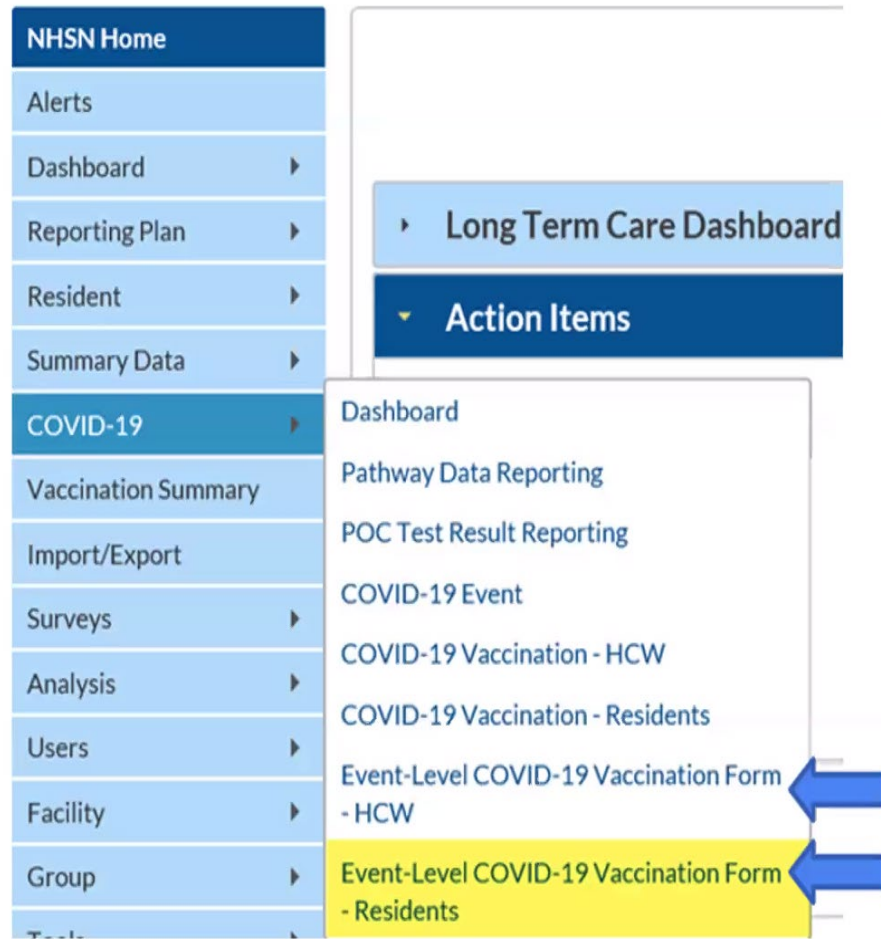 NHSN Home
Alerts
Dashboard
Reporting Plan
Resident
Summary Data
COVID-19
Vaccination Summary
Import/Export
Surveys
Analysis
Users
Facility
Group
Long Term Care Dashboard
Action Items
Dashboard
Pathway Data Reporting
POC Test Result Reporting
COVID-19 Event
COVID-19 Vaccination - HCW
COVID-19 Vaccination - Residents
Event-Level COVID-19 Vaccination Form
- HCW
Event-Level COVID-19 Vaccination Form
- Residents